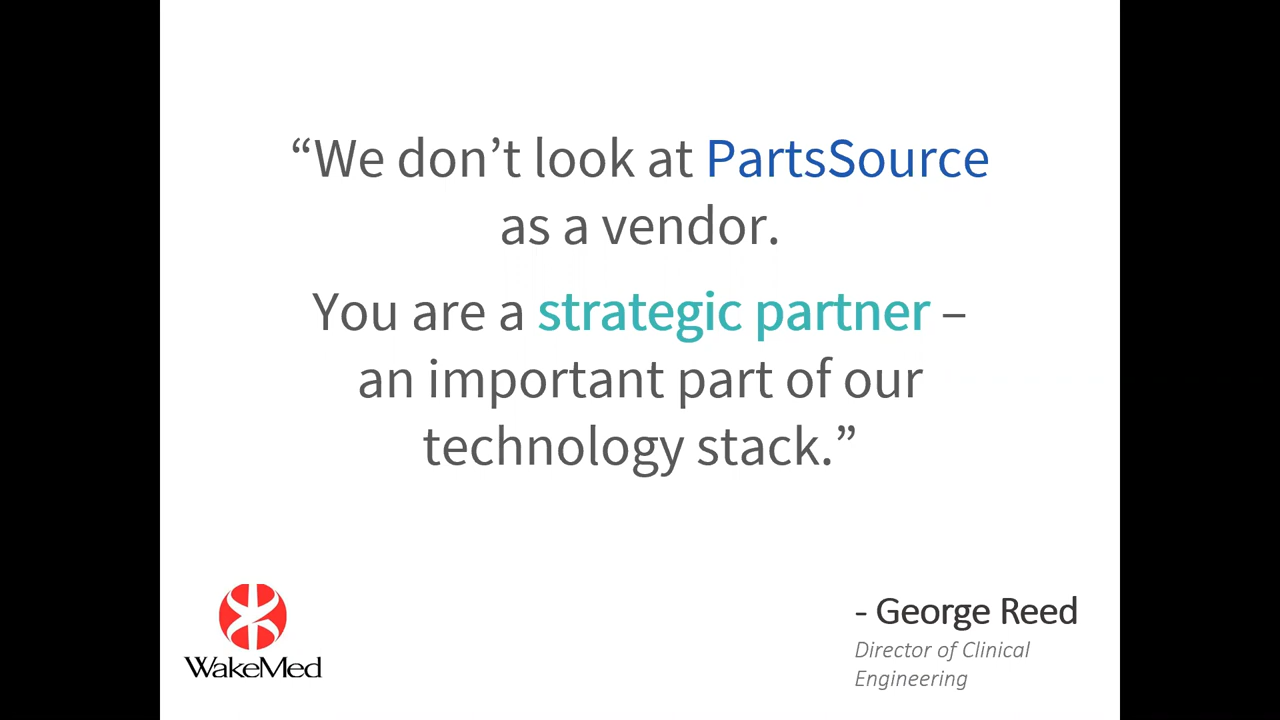 “We don’t look at PartsSource
as a vendor.
You are a strategic partner –
an important part of our
technology stack.”
WakeMed
- George Reed
Director of Clinical
Engineering